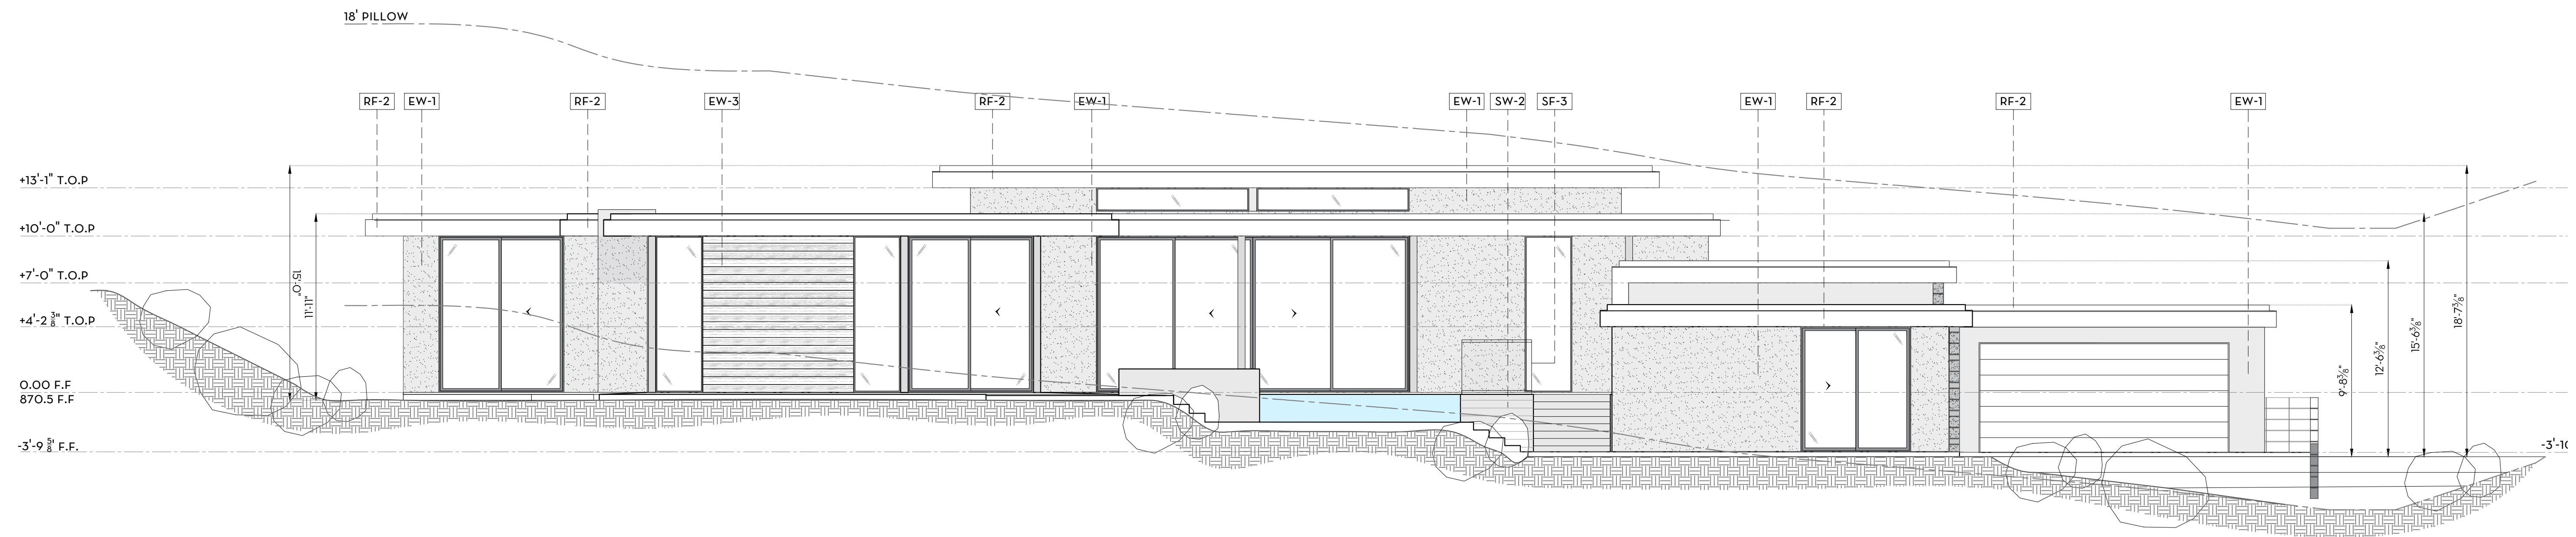 18' PILLOW
RF-2
EW-1
RF-2
EW-3
RF-2
EW-1
EW-1
SW-2
SF-3
EW-1
RF-2
RF-2
EW-1
+13'-1" T.O.P
+10'-0" T.O.P
+7'-0" T.O.P
+4'-2 3/8" T.O.P
0.00 F.F
870.5 F.F
-3'-9 5/8" F.F.
15'-0"
11'-11"
9'-8 3/8"
12'-6 3/8"
15'-6 3/8"
18'-7 3/8"
-3'-10